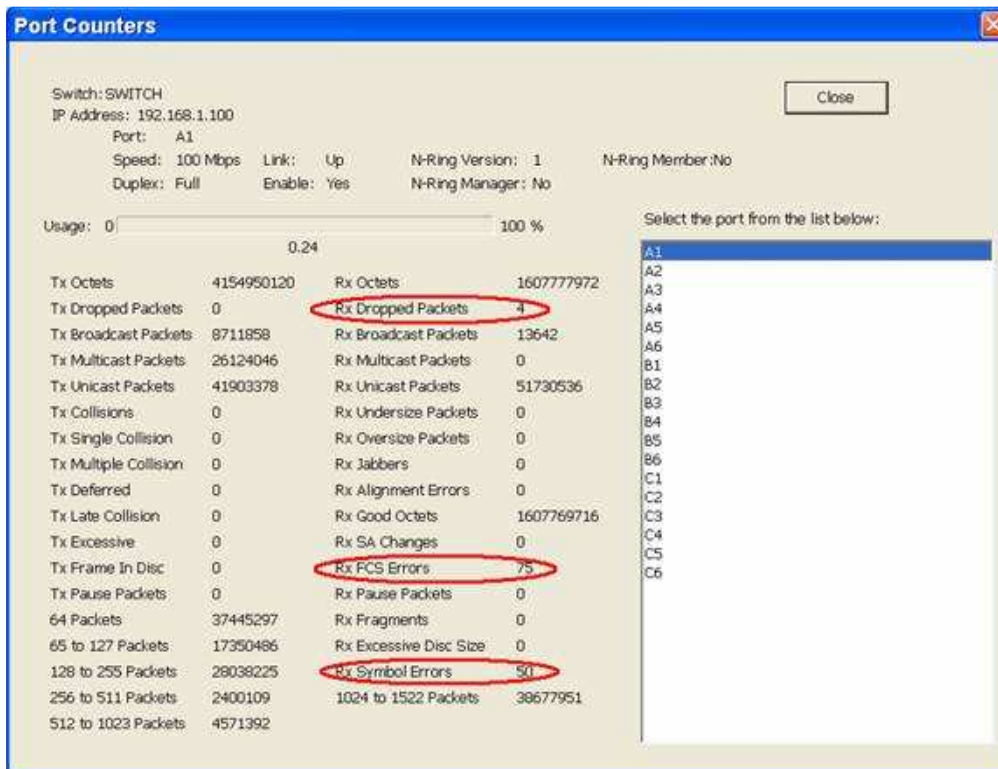 Port Counters
Switch: SWITCH
Close
IP Address: 192.168.1.100
Port: A1
Speed: 100 Mbps Link: Up N-Ring Version: 1 N-Ring Member:No
Duplex: Full Enable: Yes N-Ring Manager: No
Usage: 0 100 %
0.24
Tx Octets 4154950120 Rx Octets 1607777972
Tx Dropped Packets 0 Rx Dropped Packets 4
Tx Broadcast Packets 8711858 Rx Broadcast Packets 13642
Tx Multicast Packets 26124046 Rx Multicast Packets 0
Tx Unicast Packets 41903378 Rx Unicast Packets 51730536
Tx Collisions 0 Rx Undersize Packets 0
Tx Single Collision 0 Rx Oversize Packets 0
Tx Multiple Collision 0 Rx Jabbers 0
Tx Deferred 0 Rx Alignment Errors 0
Tx Late Collision 0 Rx Good Octets 1607769716
Tx Excessive 0 Rx SA Changes 0
Tx Frame In Disc 0 Rx FCS Errors 75
Tx Pause Packets 0 Rx Pause Packets 0
64 Packets 37445297 Rx Fragments 0
65 to 127 Packets 17350486 Rx Excessive Disc Size 0
128 to 255 Packets 28038225 Rx Symbol Errors 50
256 to 511 Packets 2400109 1024 to 1522 Packets 38677951
512 to 1023 Packets 4571392
Select the port from the list below:
A1
A2
A3
A4
A5
A6
B1
B2
B3
B4
B5
B6
C1
C2
C3
C4
C5
C6